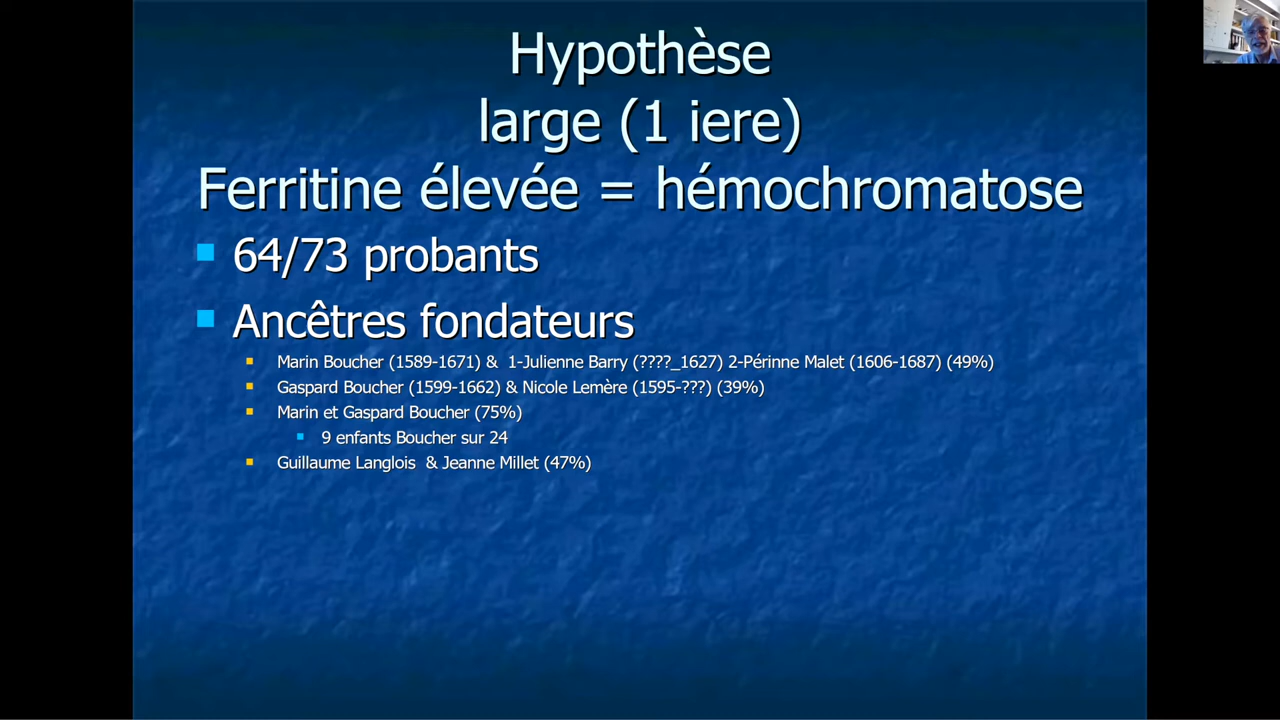 Hypothèse
large (1 iere)
Ferritine élevée = hémochromatose
64/73 probants
Ancêtres fondateurs
Marin Boucher (1589-1671) & 1-Julienne Barry (????_1627) 2-Périnne Malet (1606-1687) (49%)
Gaspard Boucher (1599-1662) & Nicole Lemère (1595-???) (39%)
Marin et Gaspard Boucher (75%)
9 enfants Boucher sur 24
Guillaume Langlois & Jeanne Millet (47%)